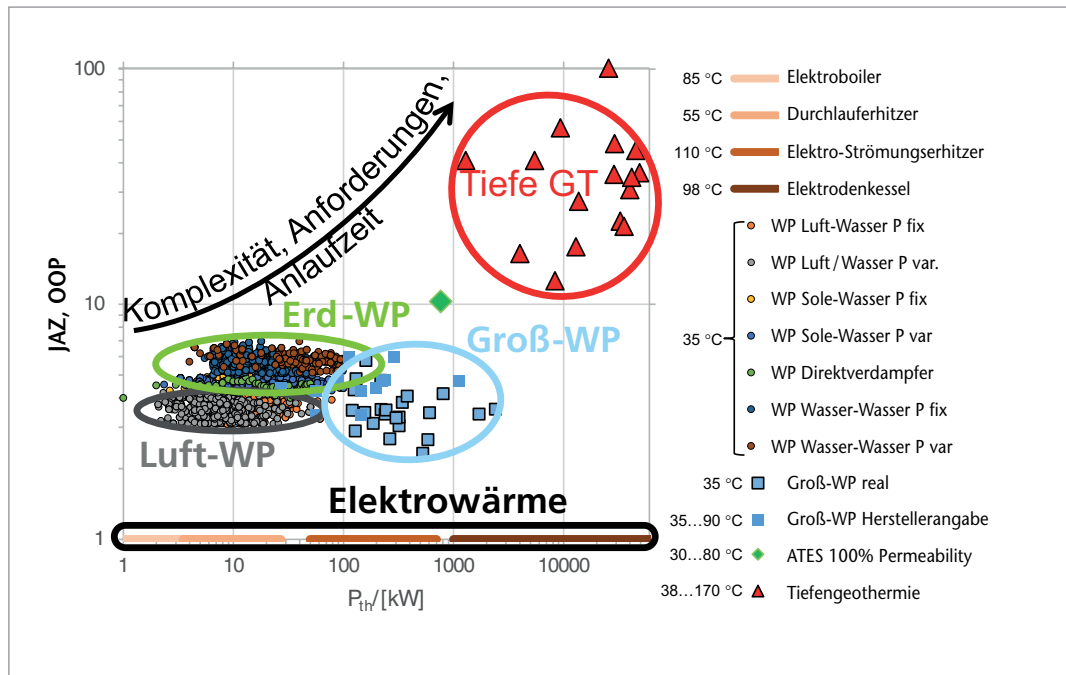 100
10
1
JAZ, OOP
1
10
100
1000
10000
P_th/[kW]
Komplexität, Anforderungen,
Anlaufzeit
Tiefe GT
Erd-WP
Groß-WP
Luft-WP
Elektrowärme
85 °C Elektroboiler
55 °C Durchlauferhitzer
110 °C Elektro-Strömungserhitzer
98 °C Elektrodenkessel
WP Luft-Wasser P fix
WP Luft/Wasser P var.
WP Sole-Wasser P fix
35 °C WP Sole-Wasser P var
WP Direktverdampfer
WP Wasser-Wasser P fix
WP Wasser-Wasser P var
35 °C Groß-WP real
35...90 °C Groß-WP Herstellerangabe
30...80 °C ATES 100% Permeability
38...170 °C Tiefengeothermie